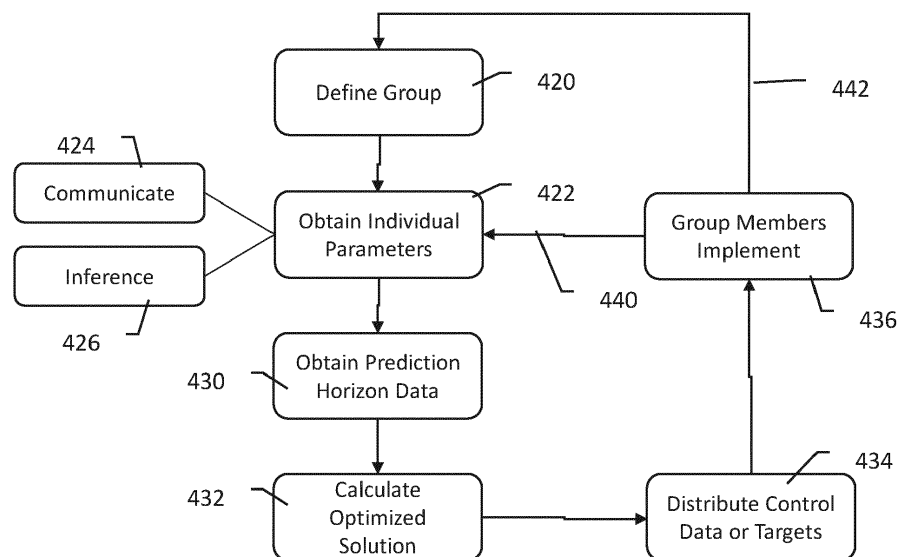 Define Group
420
442
424
Communicate
422
Obtain Individual
Parameters
Group Members
Implement
Inference
426
440
436
430
Obtain Prediction
Horizon Data
434
432
Calculate
Optimized
Solution
Distribute Control
Data or Targets